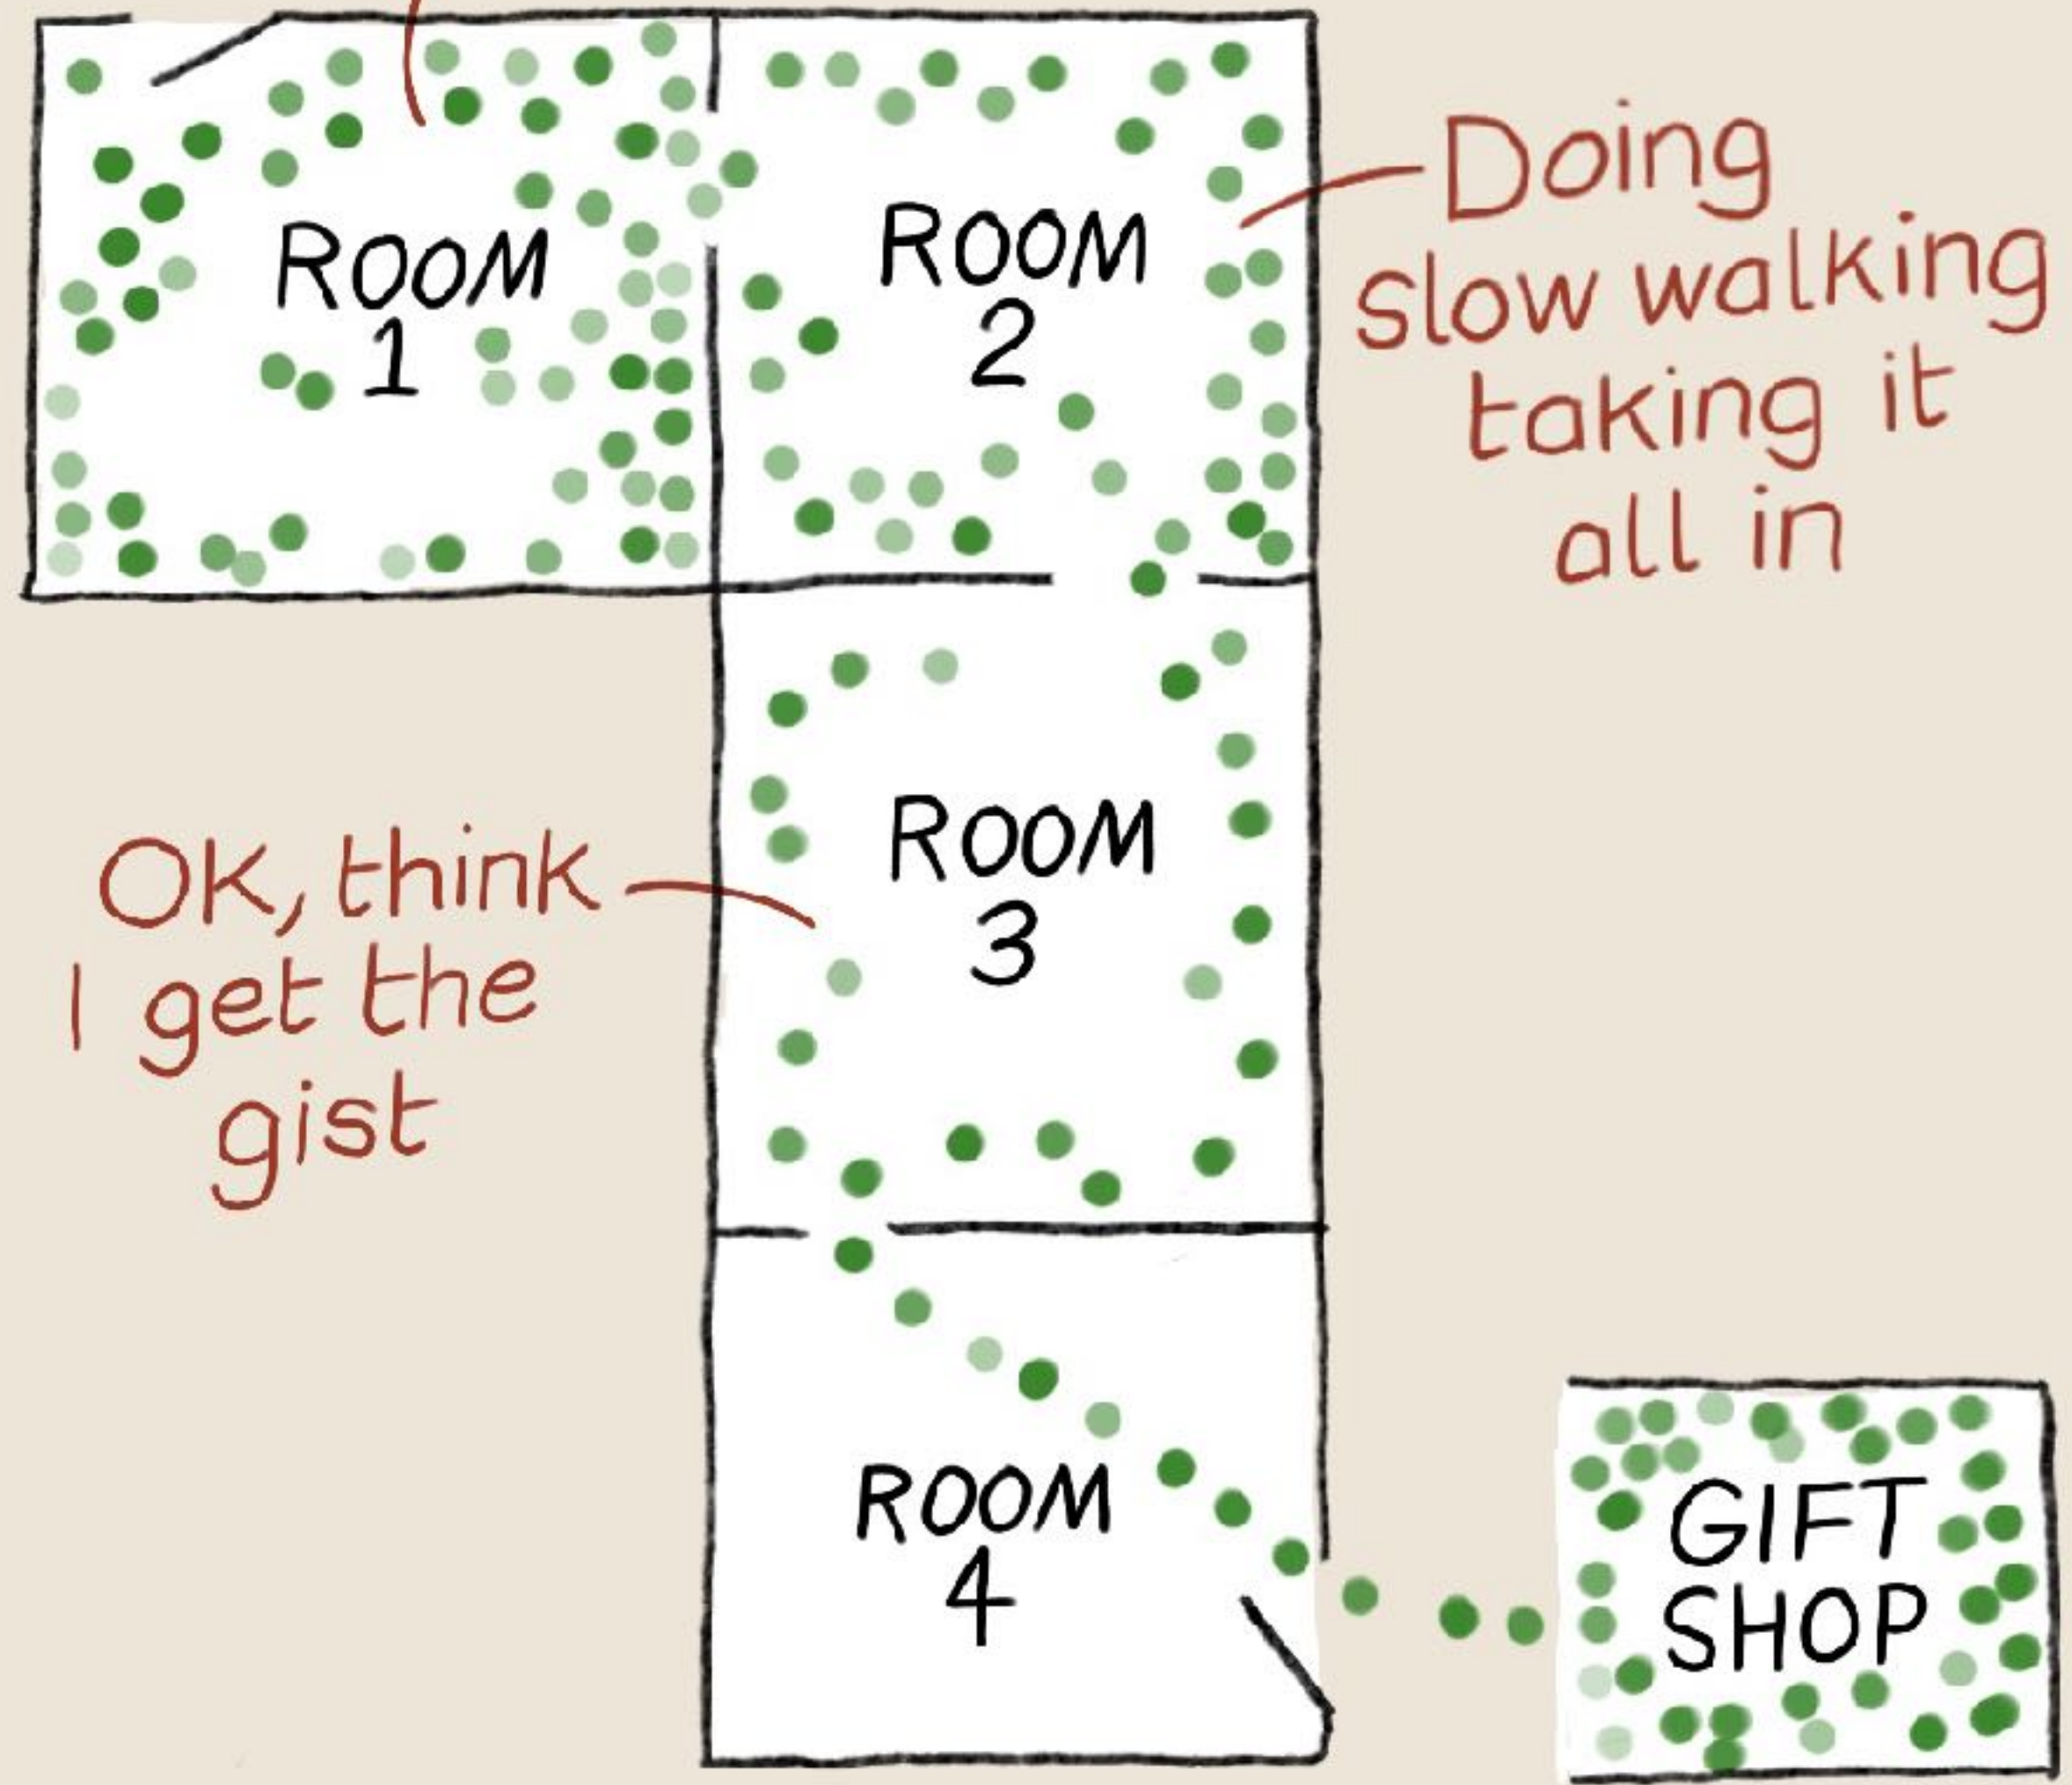 ROOM
1
ROOM
2
Doing
slow walking
taking it
all in
OK, think
I get the
gist
ROOM
3
ROOM
4
GIFT
SHOP